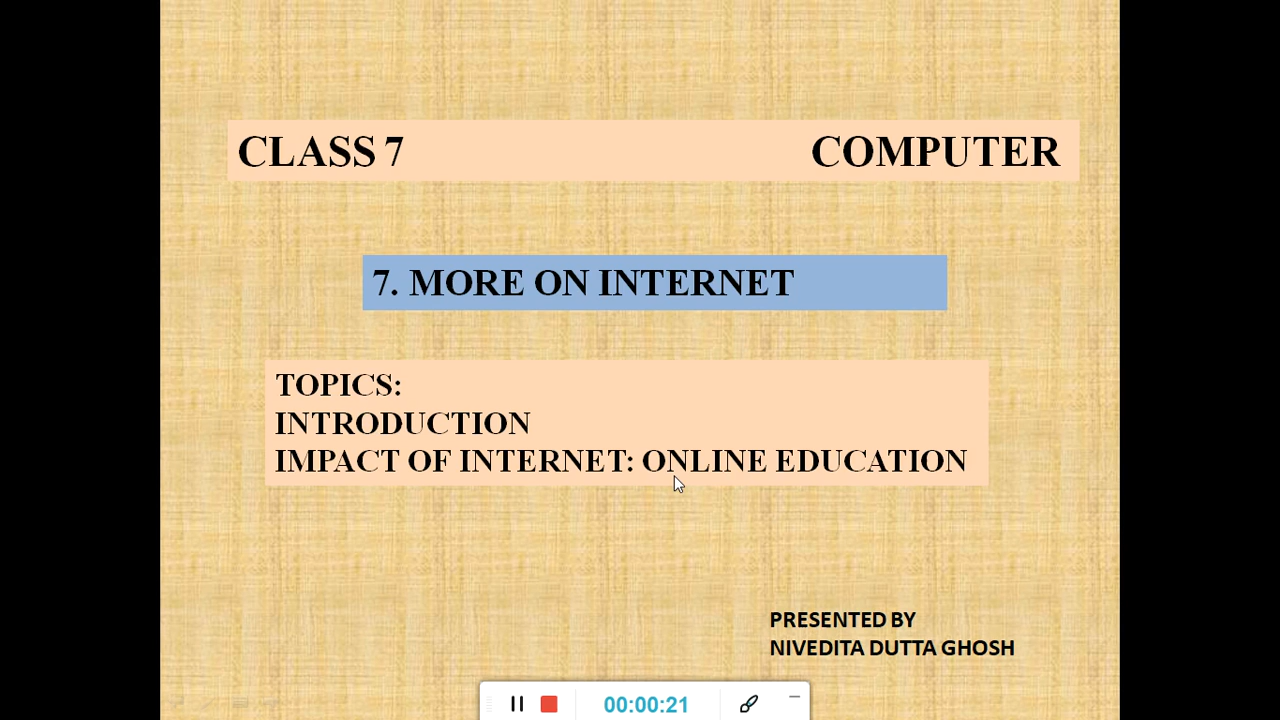 CLASS 7 COMPUTER
7. MORE ON INTERNET
TOPICS:
INTRODUCTION
IMPACT OF INTERNET: ONLINE EDUCATION
PRESENTED BY
NIVEDITA DUTTA GHOSH
00:00:21